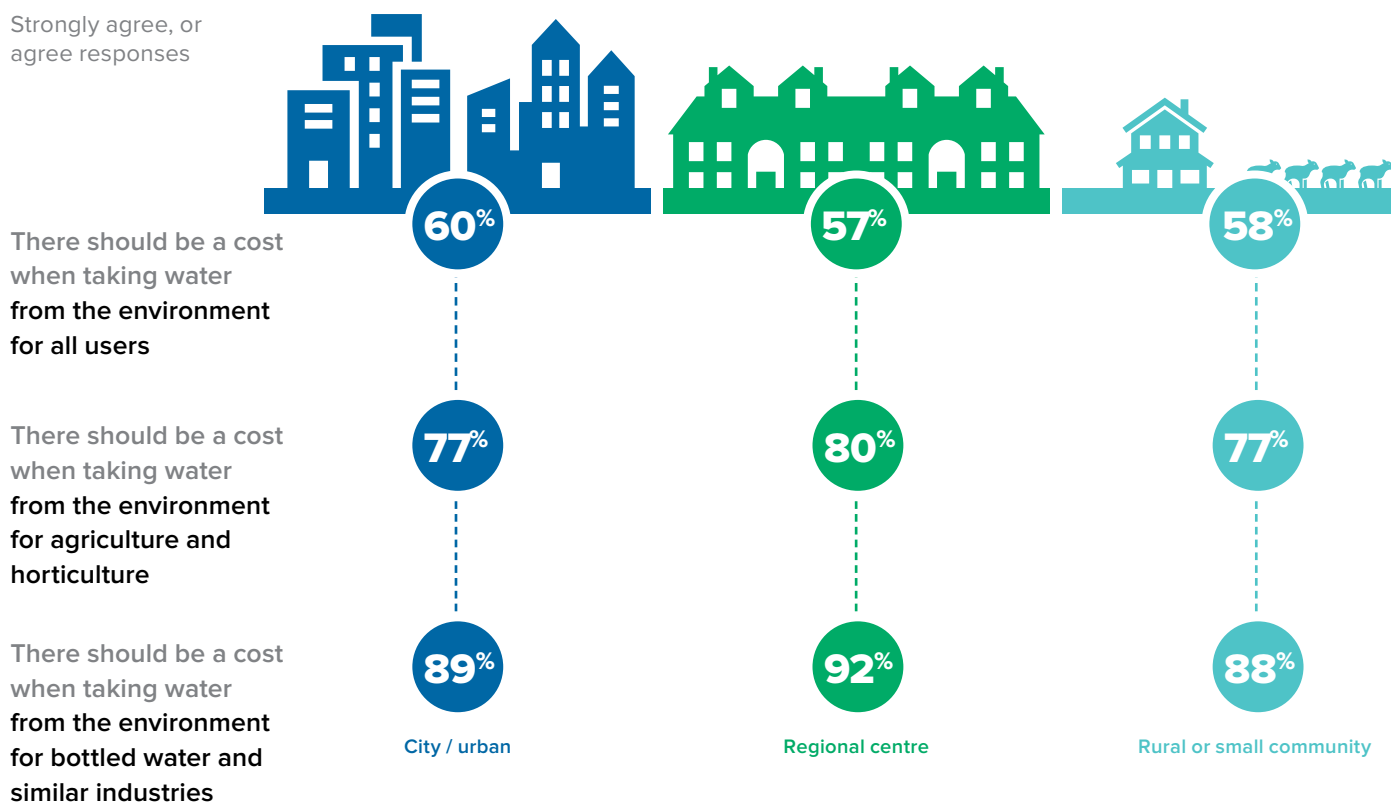 Strongly agree, or
agree responses
There should be a cost
when taking water
from the environment
for all users
60%
57%
58%
There should be a cost
when taking water
from the environment
for agriculture and
horticulture
77%
80%
77%
There should be a cost
when taking water
from the environment
for bottled water and
similar industries
89%
92%
88%
City / urban
Regional centre
Rural or small community